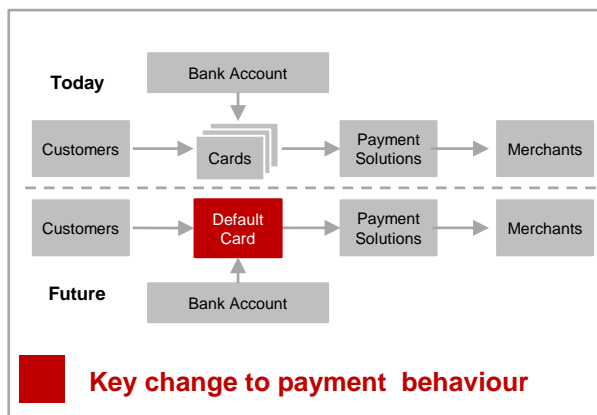 Today
Bank Account
Customers
Cards
Payment
Solutions
Merchants
Customers
Default
Card
Payment
Solutions
Merchants
Future
Bank Account
Key change to payment behaviour